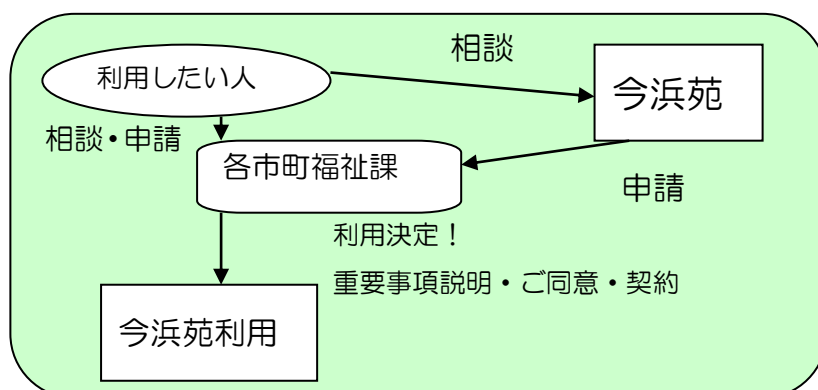 相談
利用したい人
今浜苑
相談・申請
各市町福祉課
申請
利用決定！
重要事項説明・ご同意・契約
今浜苑利用